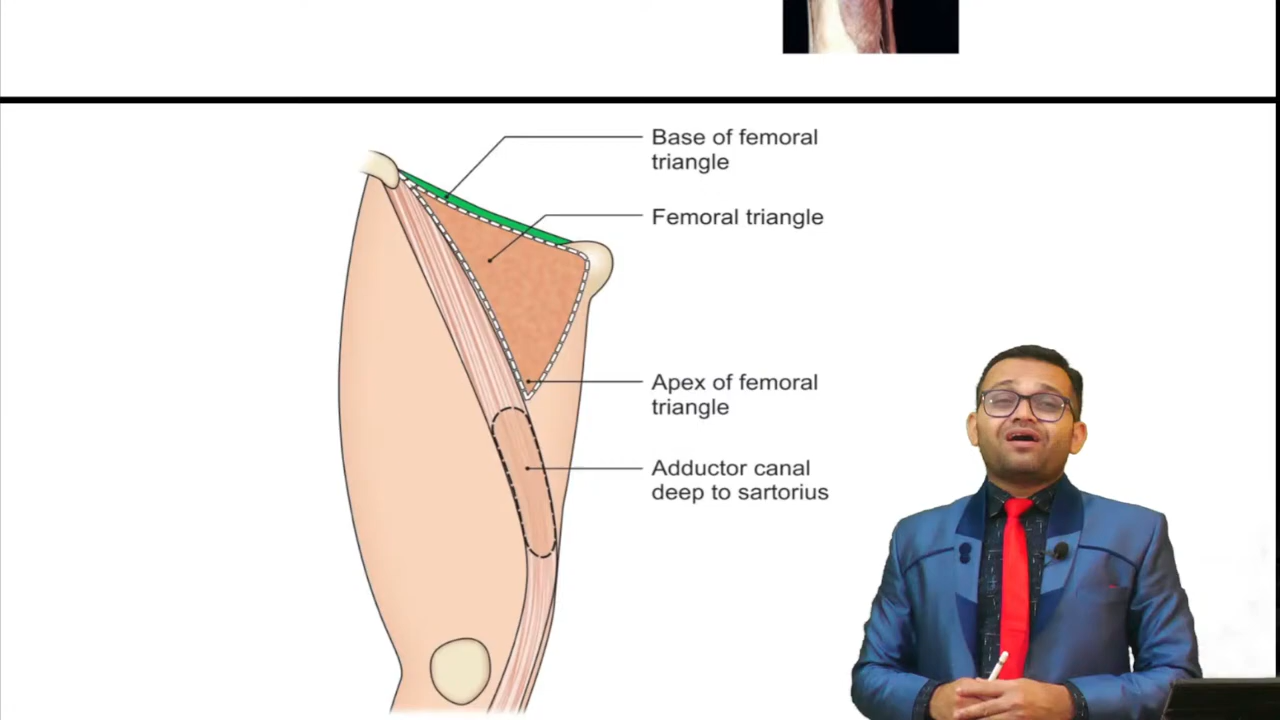 Base of femoral
triangle
Femoral triangle
Apex of femoral
triangle
Adductor canal
deep to sartorius